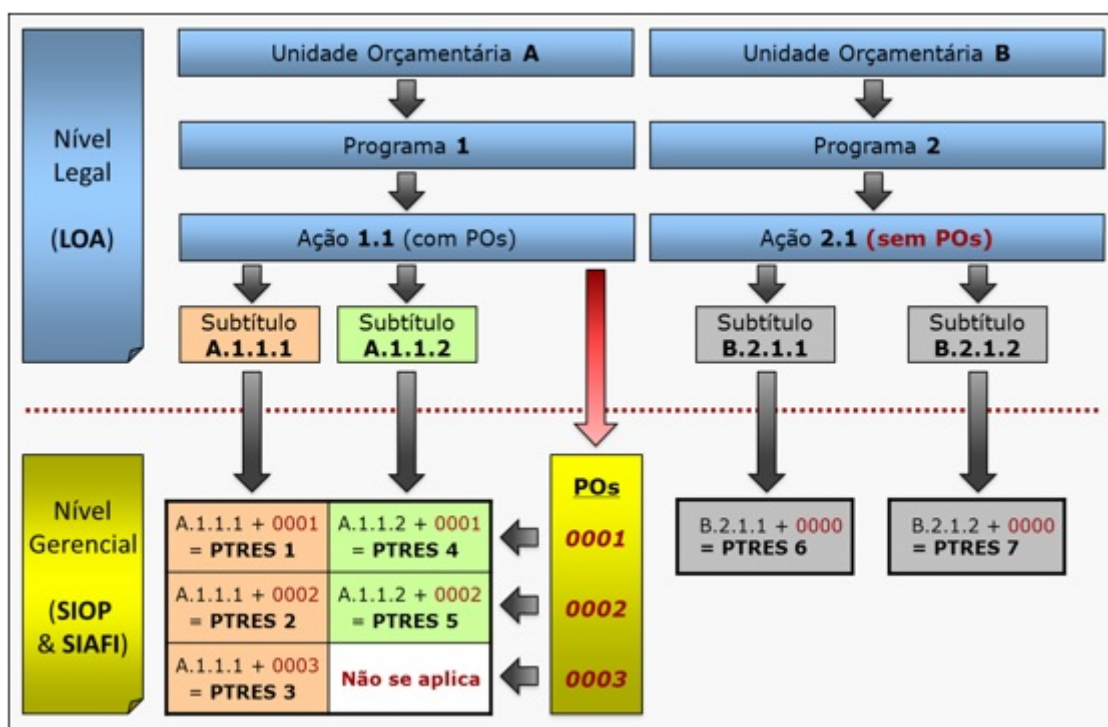 Nível
Legal
(LOA)
Unidade Orçamentária A
Unidade Orçamentária B
Programa 1
Programa 2
Ação 1.1 (com POs)
Ação 2.1 (sem POs)
Subtítulo
A.1.1.1
Subtítulo
A.1.1.2
Subtítulo
B.2.1.1
Subtítulo
B.2.1.2
Nível
Gerencial
(SIOP
& SIAFI)
A.1.1.1 + 0001
= PTRES 1
A.1.1.2 + 0001
= PTRES 4
A.1.1.1 + 0002
= PTRES 2
A.1.1.2 + 0002
= PTRES 5
A.1.1.1 + 0003
= PTRES 3
Não se aplica
POs
0001
0002
0003
B.2.1.1 + 0000
= PTRES 6
B.2.1.2 + 0000
= PTRES 7